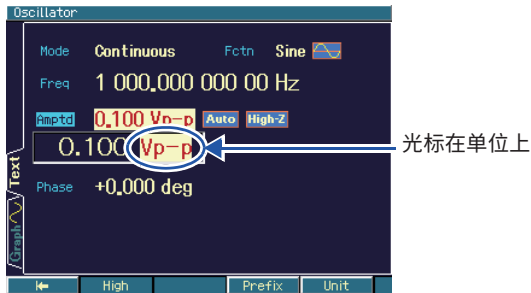 Oscillator
Mode Continuous Fctn Sine
Freq 1 000.000 000 00 Hz
Amptd 0.100 Vp-p Auto High-Z
0.100 Vp-p
光标在单位上
Phase +0.000 deg
Text
Graph
High Prefix Unit